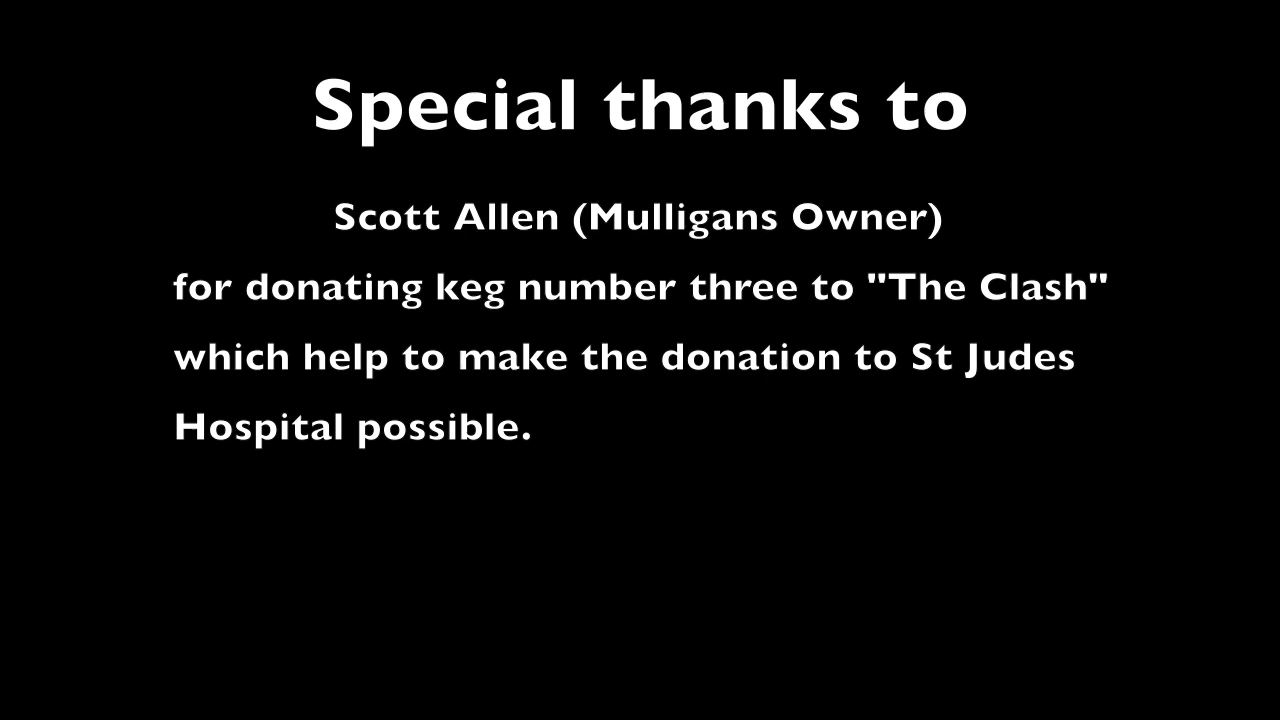 Special thanks to
Scott Allen (Mulligans Owner)
for donating keg number three to "The Clash"
which help to make the donation to St Judes
Hospital possible.